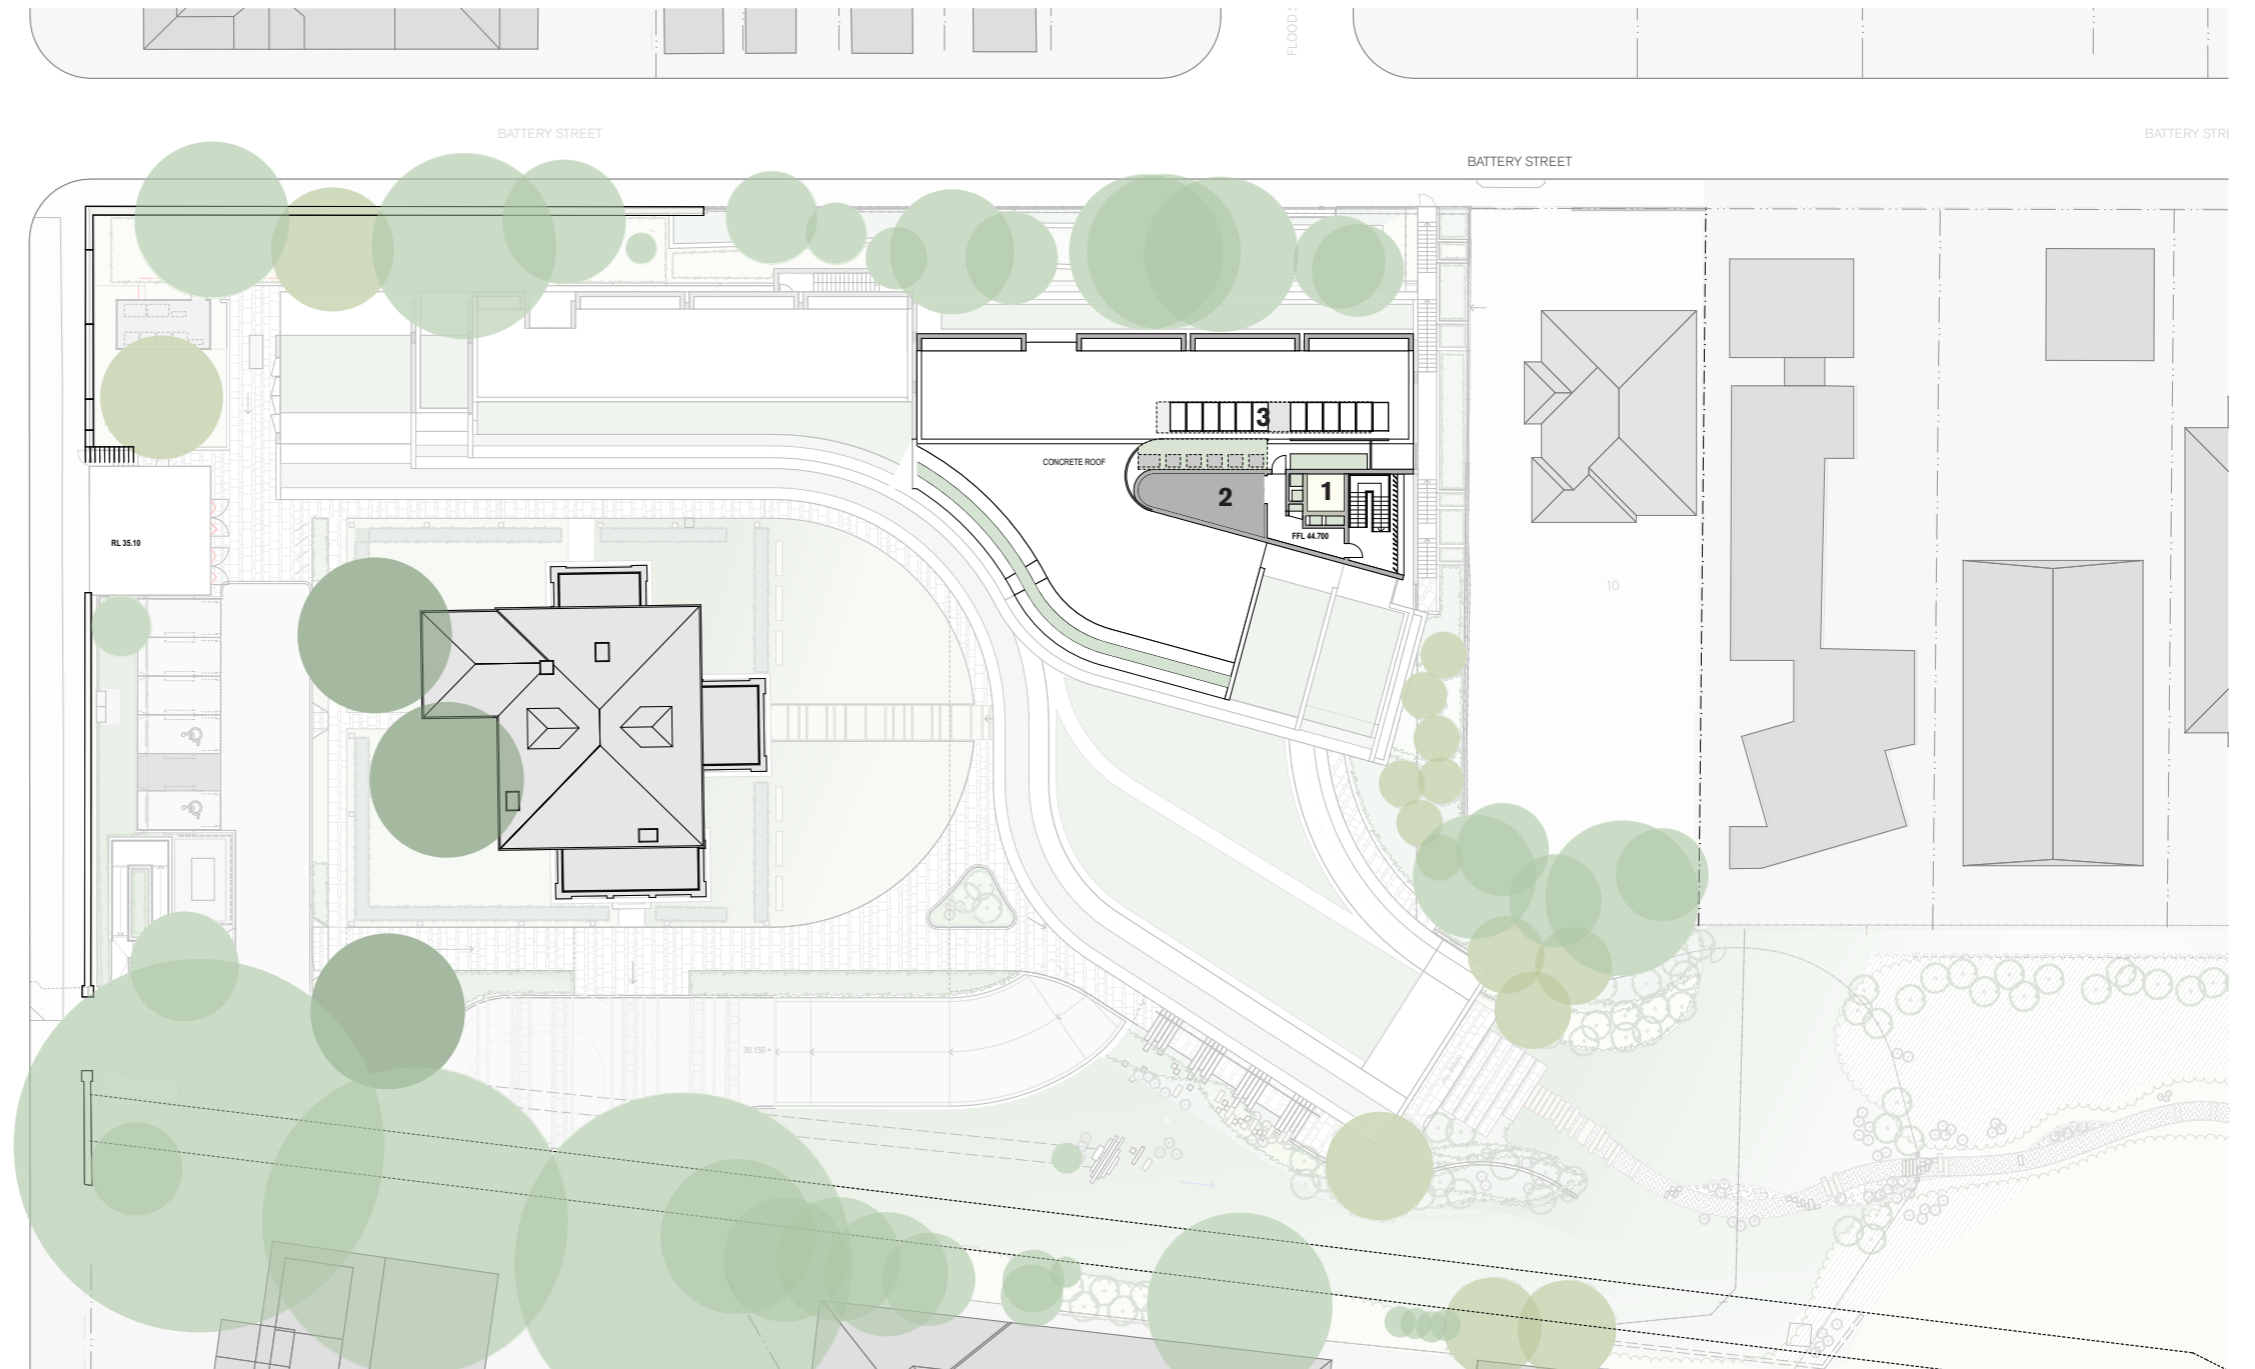 FLOOD S
BATTERY STREET
BATTERY STRE
BATTERY STREET
3
CONCRETE ROOF
1
2
FFL 44.700
RL 35.10
10
30.150 +